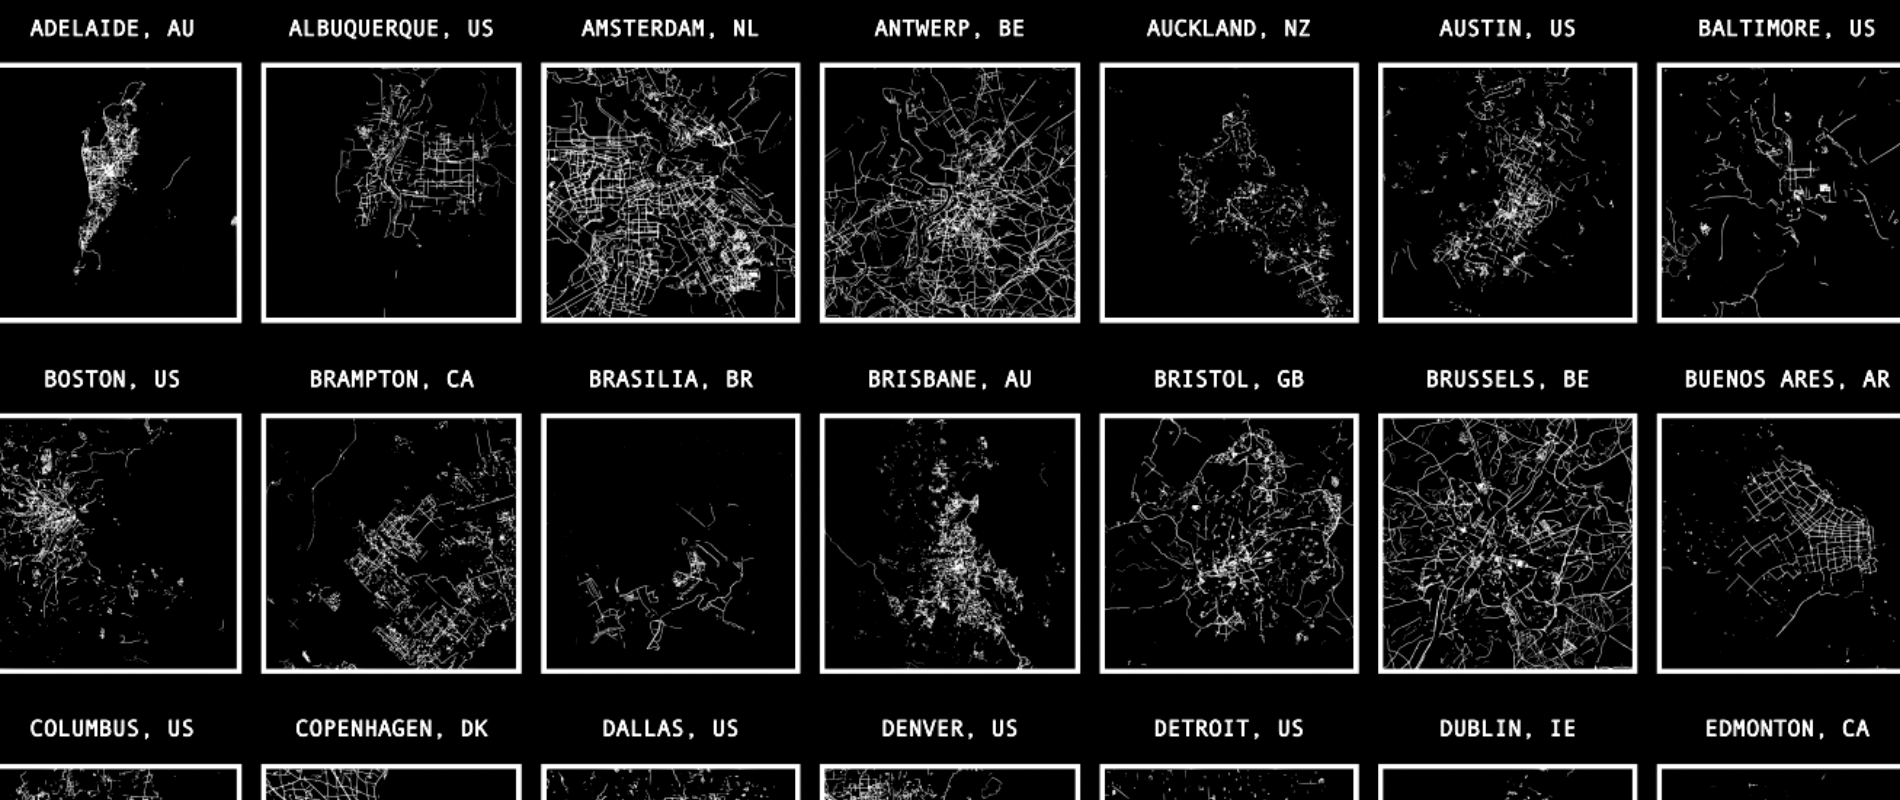 ADELAIDE, AU
ALBUQUERQUE, US
AMSTERDAM, NL
ANTWERP, BE
AUCKLAND, NZ
AUSTIN, US
BALTIMORE, US
BOSTON, US
BRAMPTON, CA
BRASILIA, BR
BRISBANE, AU
BRISTOL, GB
BRUSSELS, BE
BUENOS ARES, AR
COLUMBUS, US
COPENHAGEN, DK
DALLAS, US
DENVER, US
DETROIT, US
DUBLIN, IE
EDMONTON, CA